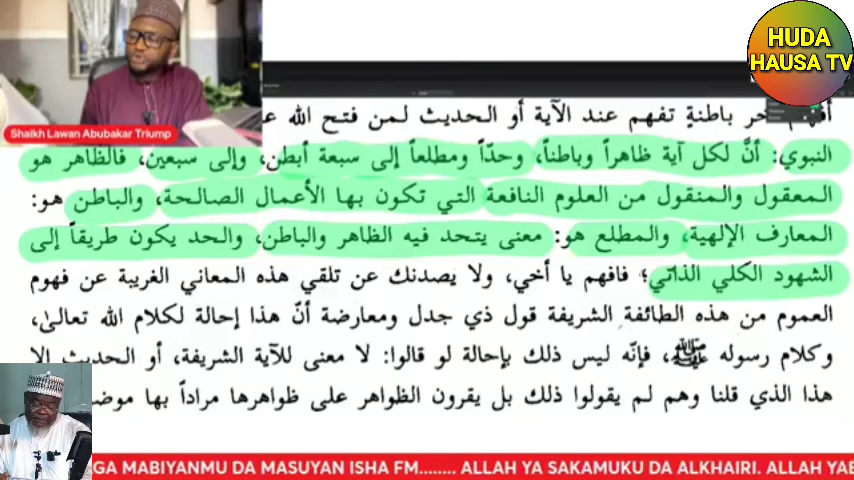 HUDA
HAUSA TV
Shaikh Lawan Abubakar Triump
باطنةٍ تفهم عند الآية أو الحديث لمن فتح الله
النبوي: أنَّ لكل آية ظاهراً وباطناً، وحدّاً ومطلعاً إلى سبعة أبطن، وإلى سبعين، فالظاهر هو
المعقول والمنقول من العلوم النافعة التي تكون بها الأعمال الصالحة، والباطن هو:
المعارف الإلهية، والمطلع هو: معنى يتحد فيه الظاهر والباطن، والحد يكون طريقاً إلى
الشهود الكلي الذاتي؛ فافهم يا أخي، ولا يصدنك عن تلقي هذه المعاني الغريبة عن فهوم
العموم من هذه الطائفة الشريفة قول ذي جدل ومعارضة أنّ هذا إحالة لكلام الله تعالىٰ،
وكلام رسوله ﷺ، فإنّه ليس ذلك بإحالة لو قالوا: لا معنى للآية الشريفة، أو الحديث إلا
هذا الذي قلنا وهم لم يقولوا ذلك بل يقرون الظواهر على ظواهرها مراداً بها
GA MABIYANMU DA MASUYAN ISHA FM........ ALLAH YA SAKAMUKU DA ALKHAIRI. ALLAH